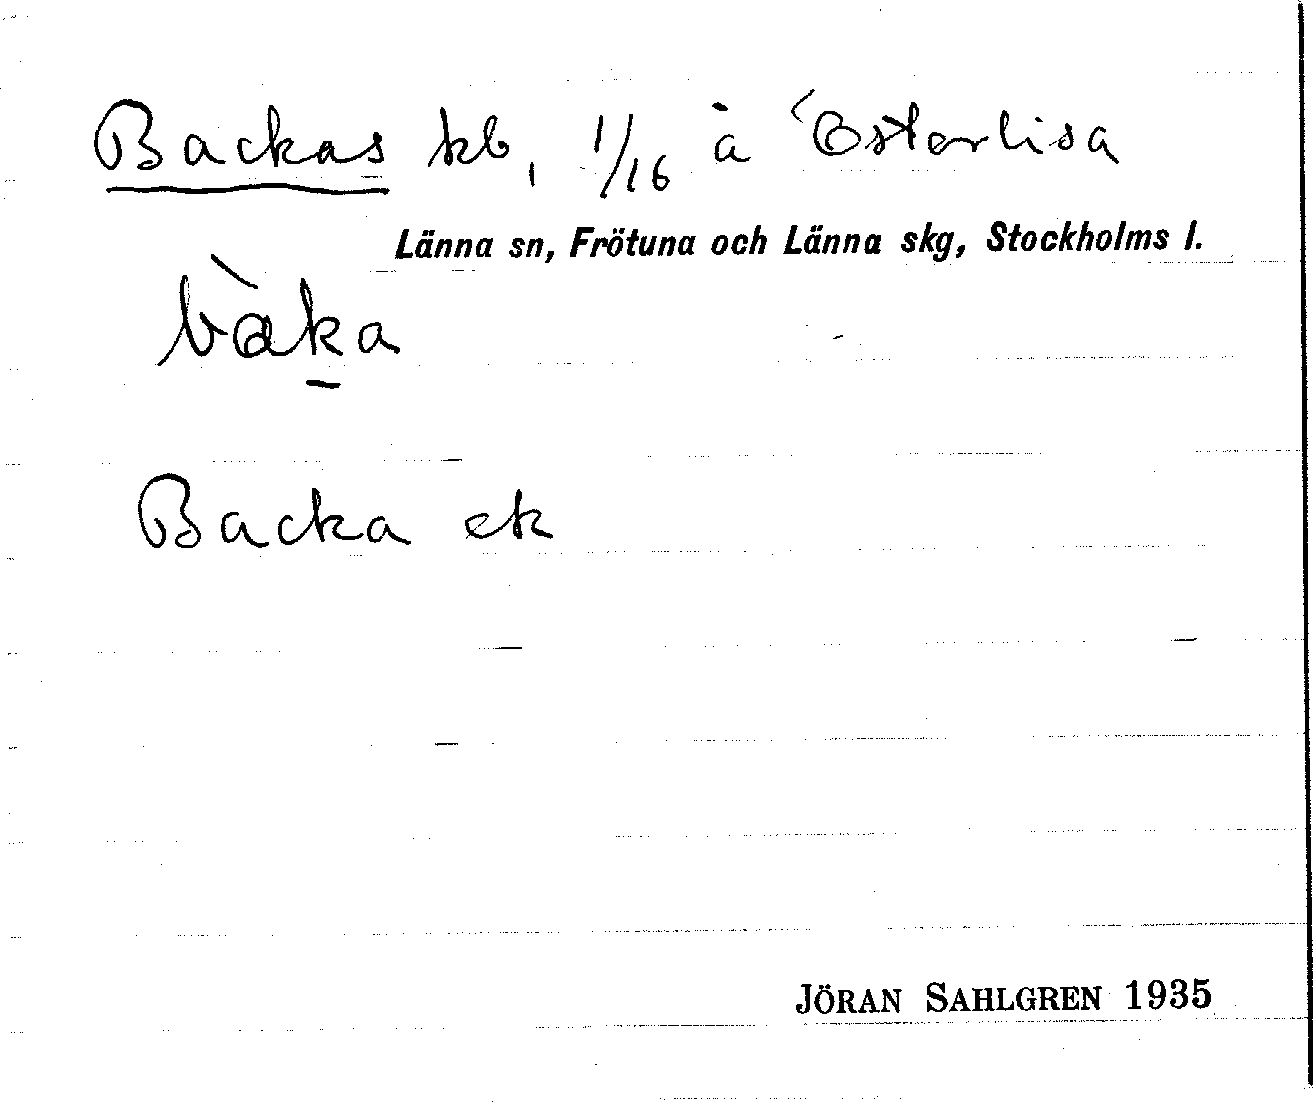 Backas kb, 1/16 å Österlisa
Länna sn, Frötuna och Länna skg, Stockholms l.
bàka
Backa ek
JÖRAN SAHLGREN 1935